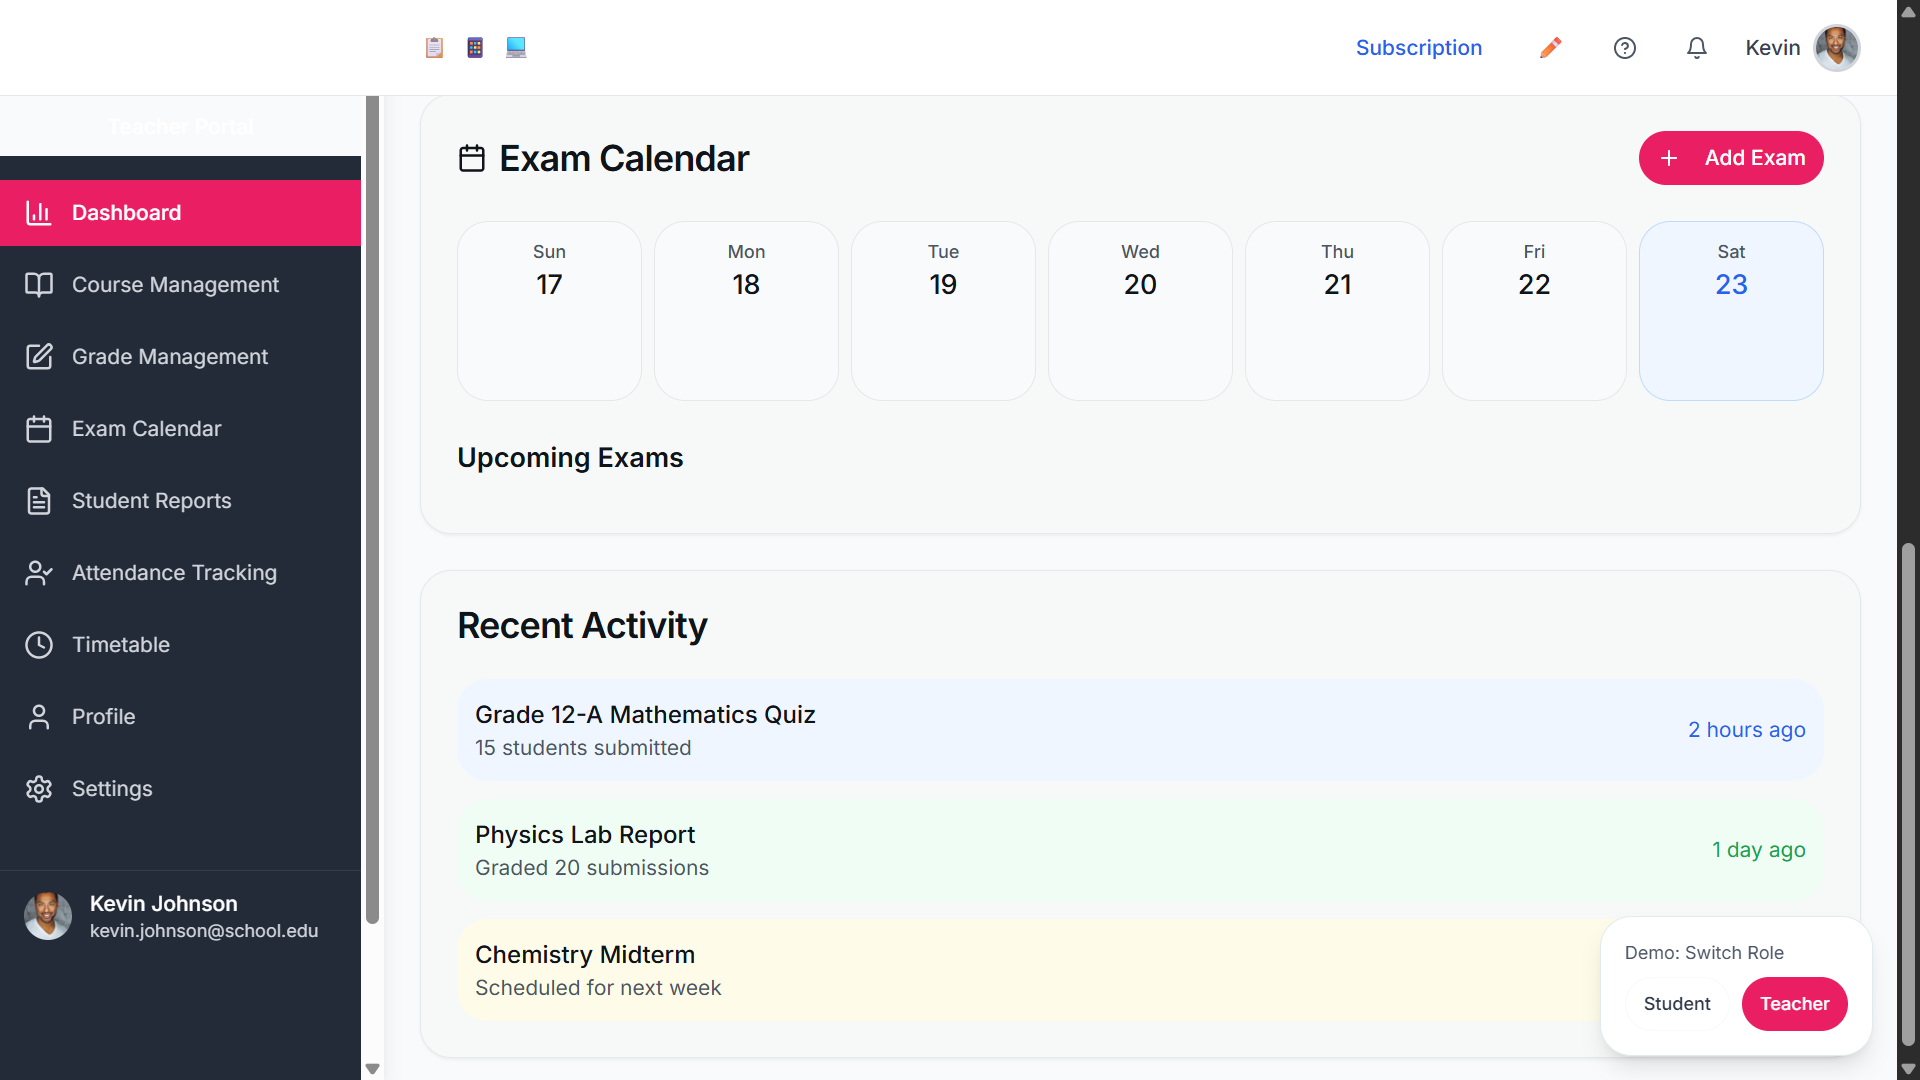 Subscription
Kevin
Teacher Portal
Dashboard
Course Management
Grade Management
Exam Calendar
Student Reports
Attendance Tracking
Timetable
Profile
Settings
Kevin Johnson
kevin.johnson@school.edu
Exam Calendar
Add Exam
Sun Mon Tue Wed Thu Fri Sat
17 18 19 20 21 22 23
Upcoming Exams
Recent Activity
Grade 12-A Mathematics Quiz
15 students submitted
2 hours ago
Physics Lab Report
Graded 20 submissions
1 day ago
Chemistry Midterm
Scheduled for next week
Demo: Switch Role
Student Teacher